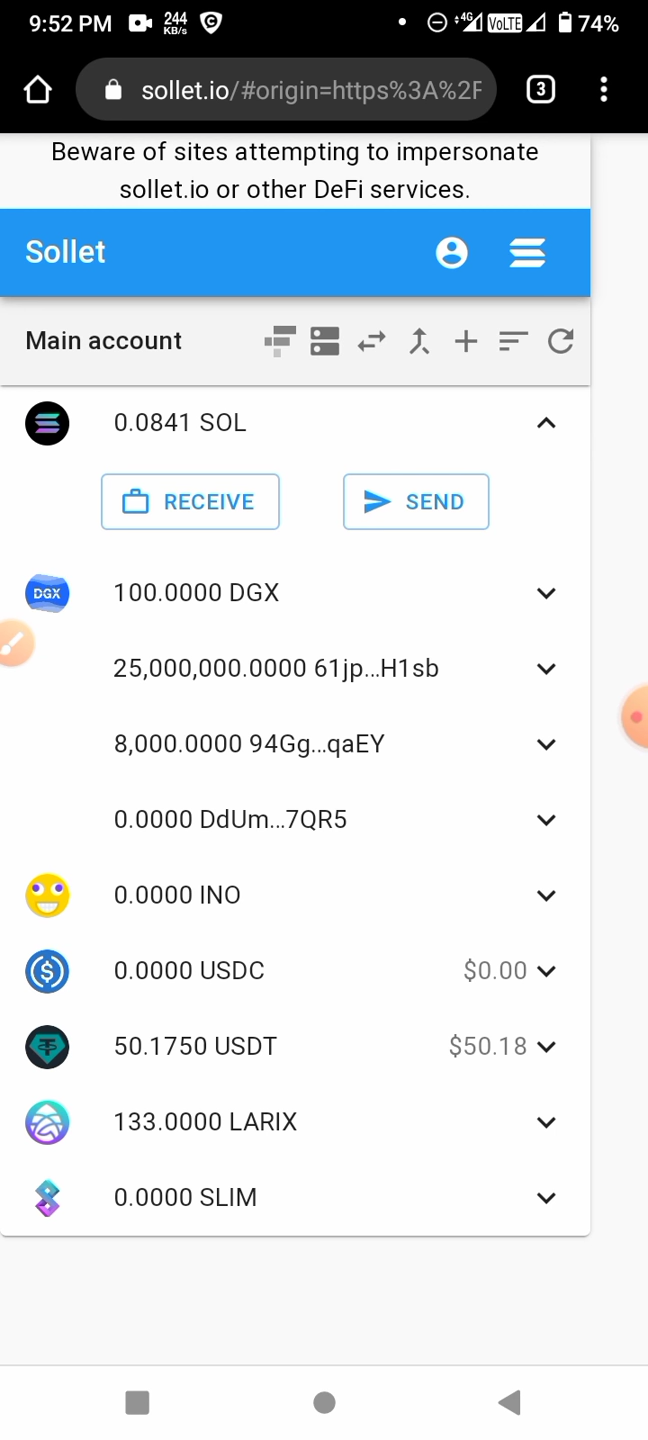 9:52 PM 244 KB/s 4G VoLTE 74%
sollet.io/#origin=https%3A%2F 3
Beware of sites attempting to impersonate
sollet.io or other DeFi services.
Sollet
Main account
0.0841 SOL
RECEIVE SEND
DGX 100.0000 DGX
25,000,000.0000 61jp...H1sb
8,000.0000 94Gg...qaEY
0.0000 DdUm...7QR5
0.0000 INO
0.0000 USDC $0.00
50.1750 USDT $50.18
133.0000 LARIX
0.0000 SLIM